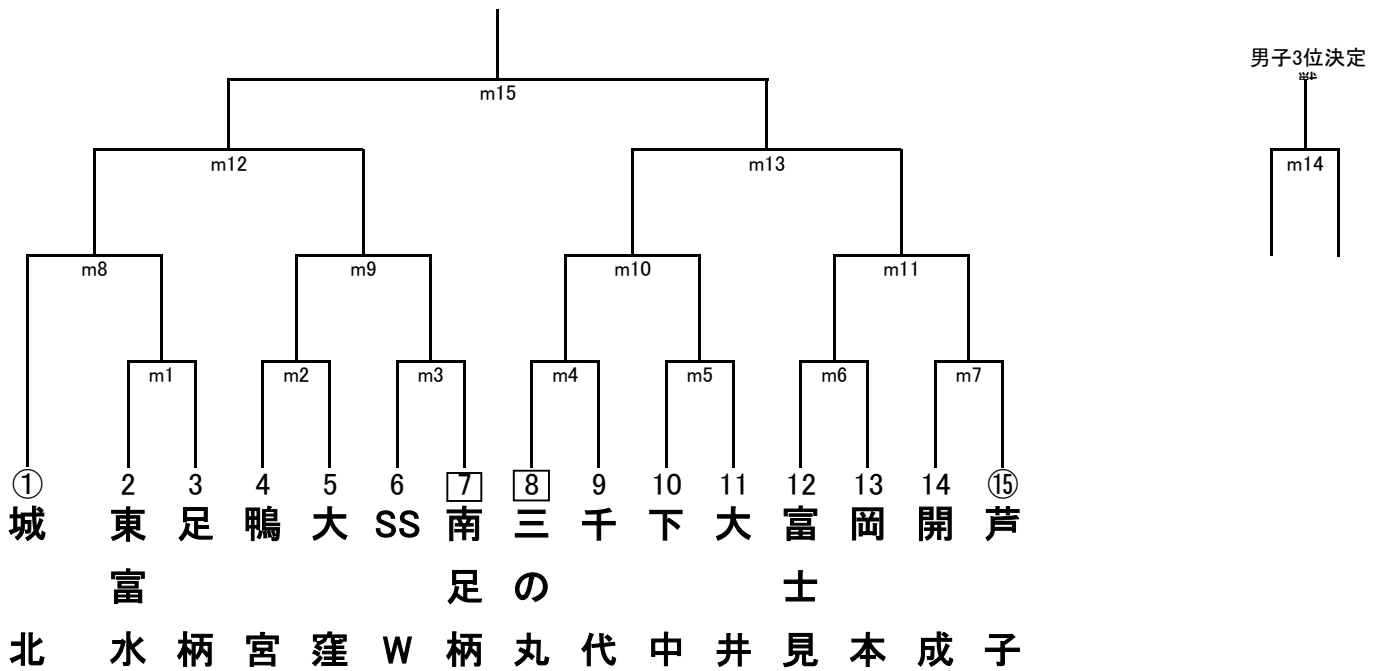 男子3位決定
戦
m15
m12
m13
m14
m8
m9
m10
m11
m1
m2
m3
m4
m5
m6
m7
① 2 3 4 5 6 7 8 9 10 11 12 13 14 ⑮
城北
東富水
足柄
鴨宮
大窪
SSW
南足柄
三の丸
千代
下中
大井
富士見
岡本
開成
芦子